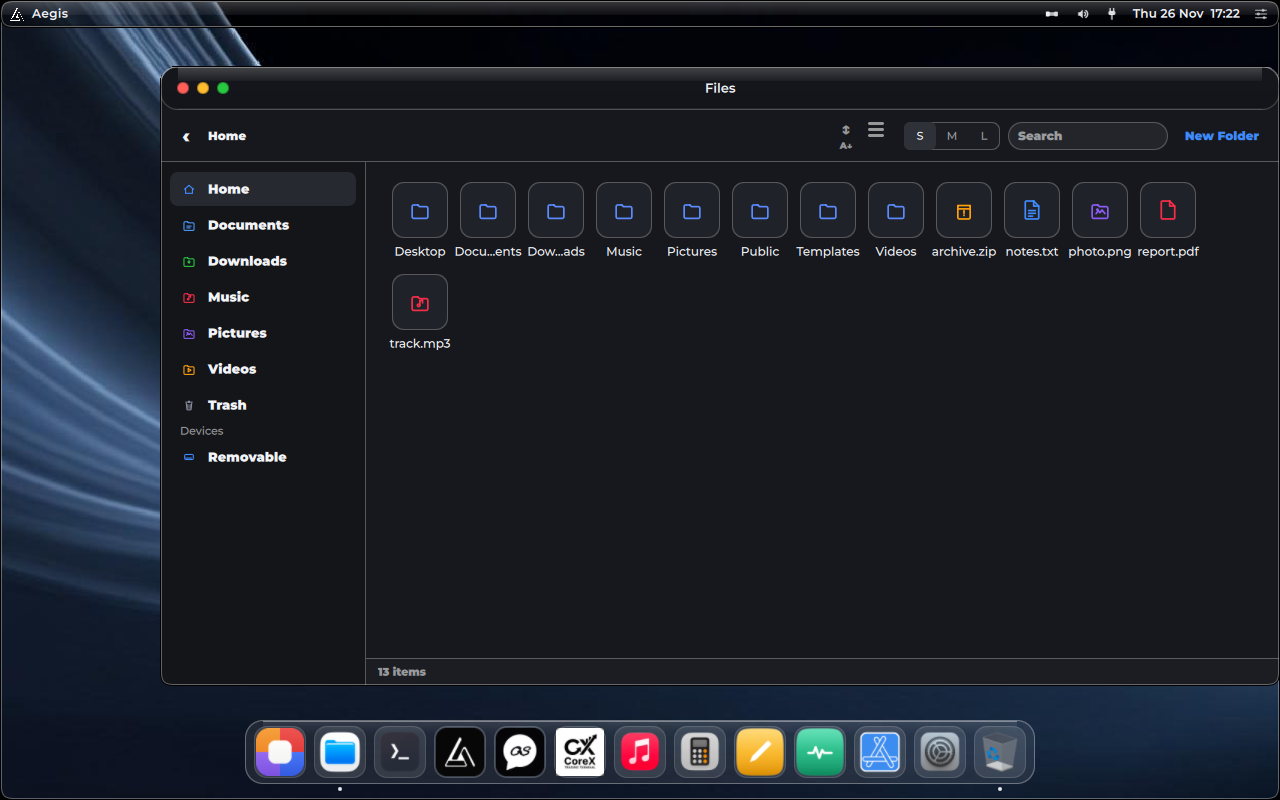 Aegis
Thu 26 Nov 17:22
Files
Home
A+
S M L
Search
New Folder
Home
Documents
Downloads
Music
Pictures
Videos
Trash
Devices
Removable
Desktop Docu...ents Dow...ads Music Pictures Public Templates Videos archive.zip notes.txt photo.png report.pdf
track.mp3
13 items
as
CX
CoreX